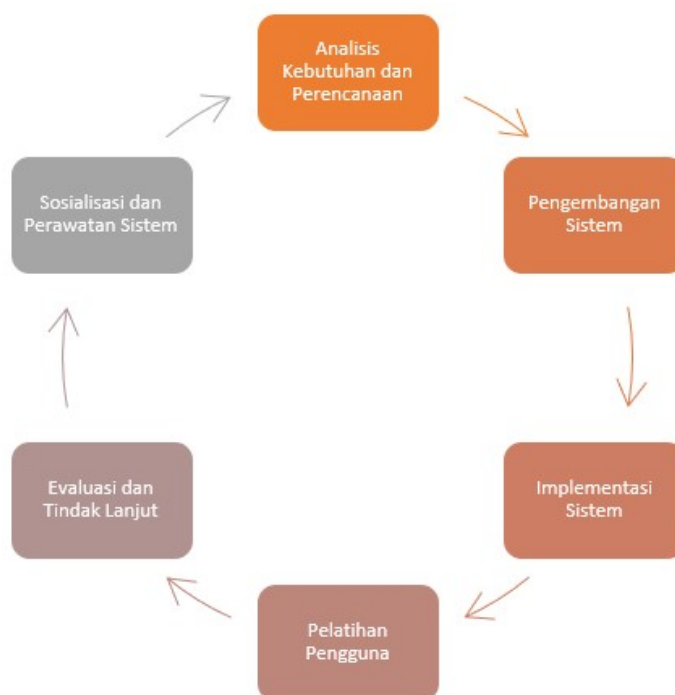 Analisis
Kebutuhan dan
Perencanaan
Pengembangan
Sistem
Implementasi
Sistem
Pelatihan
Pengguna
Evaluasi dan
Tindak Lanjut
Sosialisasi dan
Perawatan Sistem